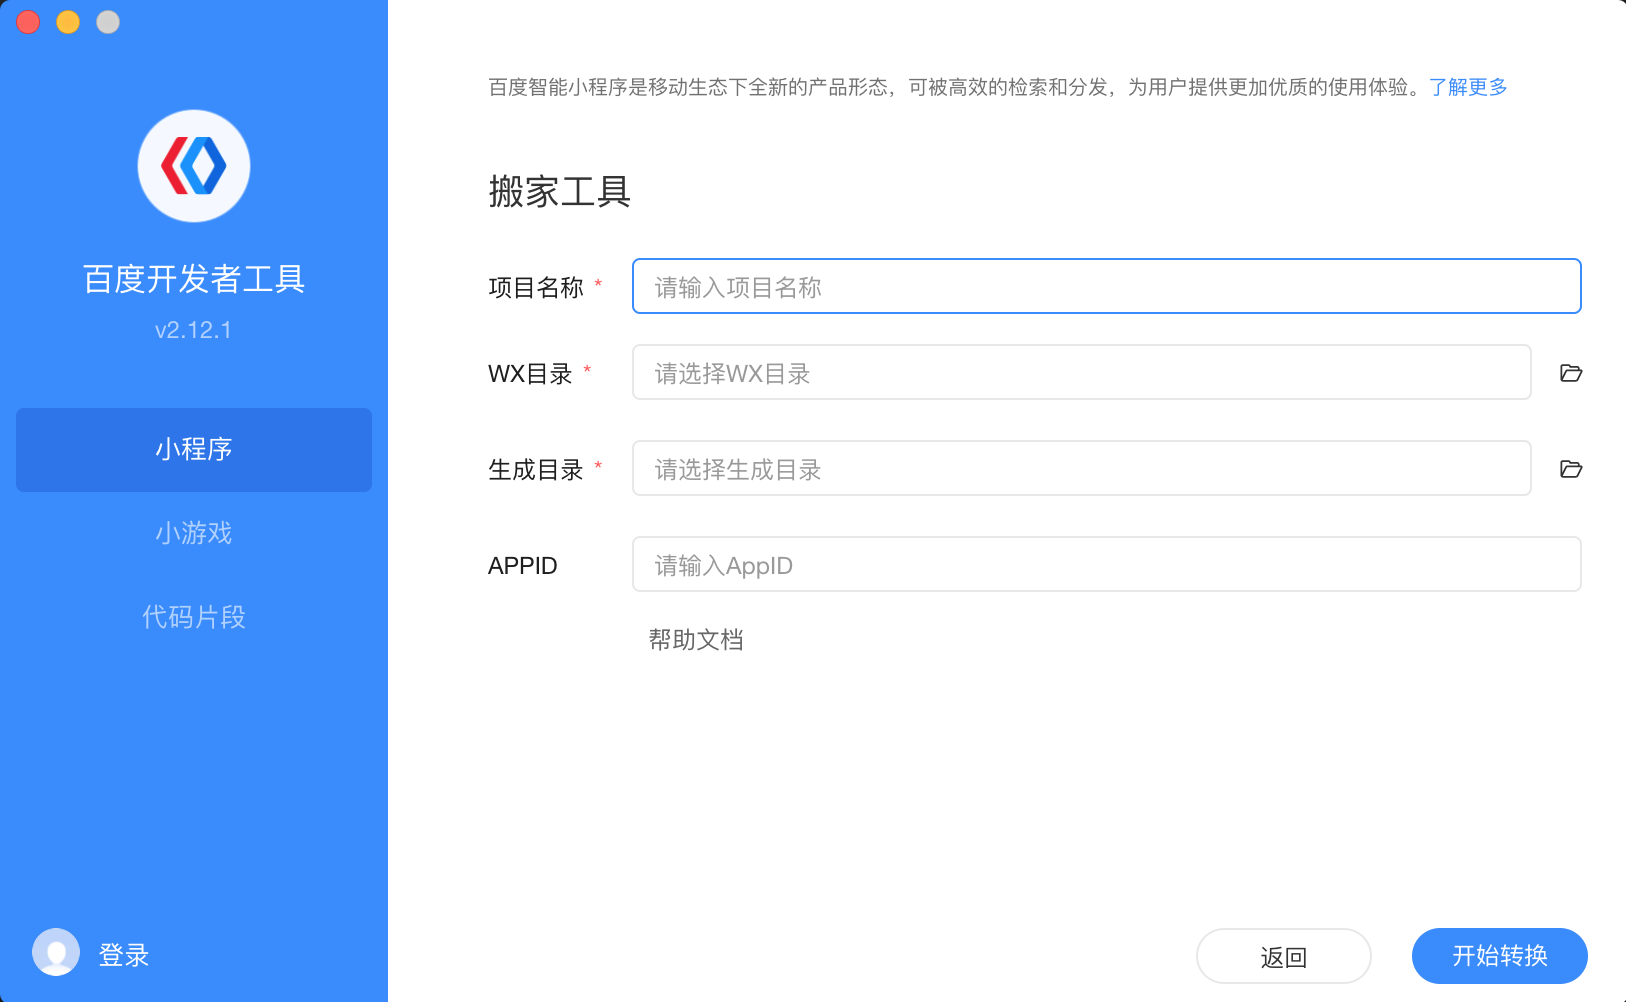 百度开发者工具
v2.12.1
小程序
小游戏
代码片段
登录
百度智能小程序是移动生态下全新的产品形态，可被高效的检索和分发，为用户提供更加优质的使用体验。了解更多
搬家工具
项目名称 * 请输入项目名称
WX目录 * 请选择WX目录
生成目录 * 请选择生成目录
APPID 请输入AppID
帮助文档
返回 开始转换